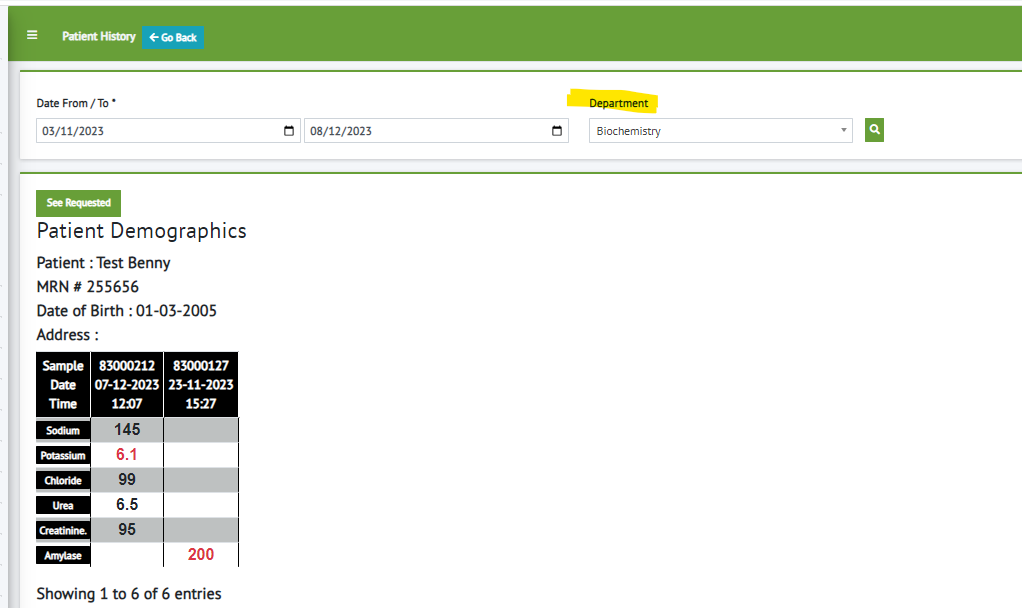 Patient History Go Back
Date From / To * Department
03/11/2023 08/12/2023 Biochemistry
See Requested
Patient Demographics
Patient : Test Benny
MRN # 255656
Date of Birth : 01-03-2005
Address :
Sample 83000212 83000127
Date 07-12-2023 23-11-2023
Time 12:07 15:27
Sodium 145
Potassium 6.1
Chloride 99
Urea 6.5
Creatinine. 95
Amylase 200
Showing 1 to 6 of 6 entries